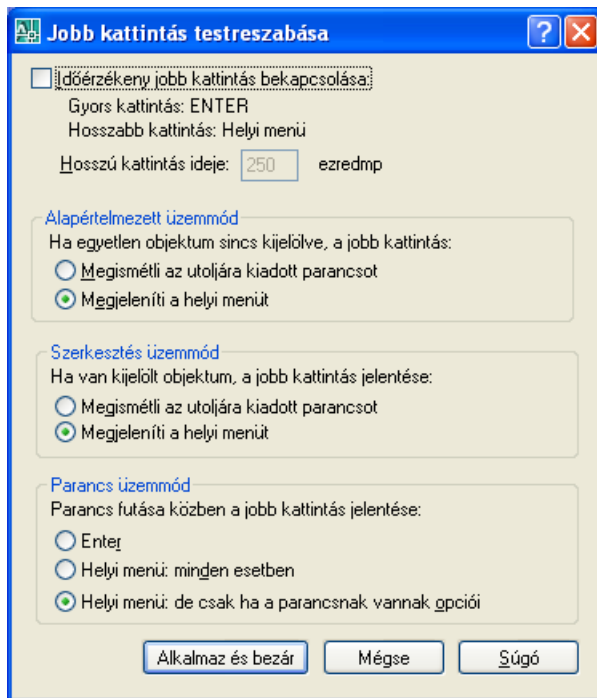 Jobb kattintás testreszabása
Időérzékeny jobb kattintás bekapcsolása:
Gyors kattintás: ENTER
Hosszabb kattintás: Helyi menü
Hosszú kattintás ideje: 250 ezredmp
Alapértelmezett üzemmód
Ha egyetlen objektum sincs kijelölve, a jobb kattintás:
Megismétli az utoljára kiadott parancsot
Megjeleníti a helyi menüt
Szerkesztés üzemmód
Ha van kijelölt objektum, a jobb kattintás jelentése:
Megismétli az utoljára kiadott parancsot
Megjeleníti a helyi menüt
Parancs üzemmód
Parancs futása közben a jobb kattintás jelentése:
Enter
Helyi menü: minden esetben
Helyi menü: de csak ha a parancsnak vannak opciói
Alkalmaz és bezár Mégse Súgó